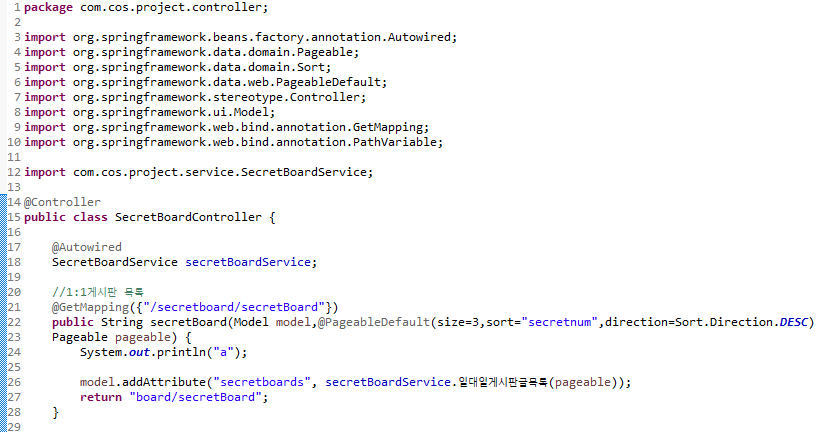 1 package com.cos.project.controller;
2
3 import org.springframework.beans.factory.annotation.Autowired;
4 import org.springframework.data.domain.Pageable;
5 import org.springframework.data.domain.Sort;
6 import org.springframework.data.web.PageableDefault;
7 import org.springframework.stereotype.Controller;
8 import org.springframework.ui.Model;
9 import org.springframework.web.bind.annotation.GetMapping;
10 import org.springframework.web.bind.annotation.PathVariable;
11
12 import com.cos.project.service.SecretBoardService;
13
14 @Controller
15 public class SecretBoardController {
16
17     @Autowired
18     SecretBoardService secretBoardService;
19
20     //1:1게시판 목록
21     @GetMapping({"/secretboard/secretBoard"})
22     public String secretBoard(Model model,@PageableDefault(size=3,sort="secretnum",direction=Sort.Direction.DESC)
23     Pageable pageable) {
24         System.out.println("a");
25
26         model.addAttribute("secretboards", secretBoardService.일대일게시판글목록(pageable));
27         return "board/secretBoard";
28     }
29